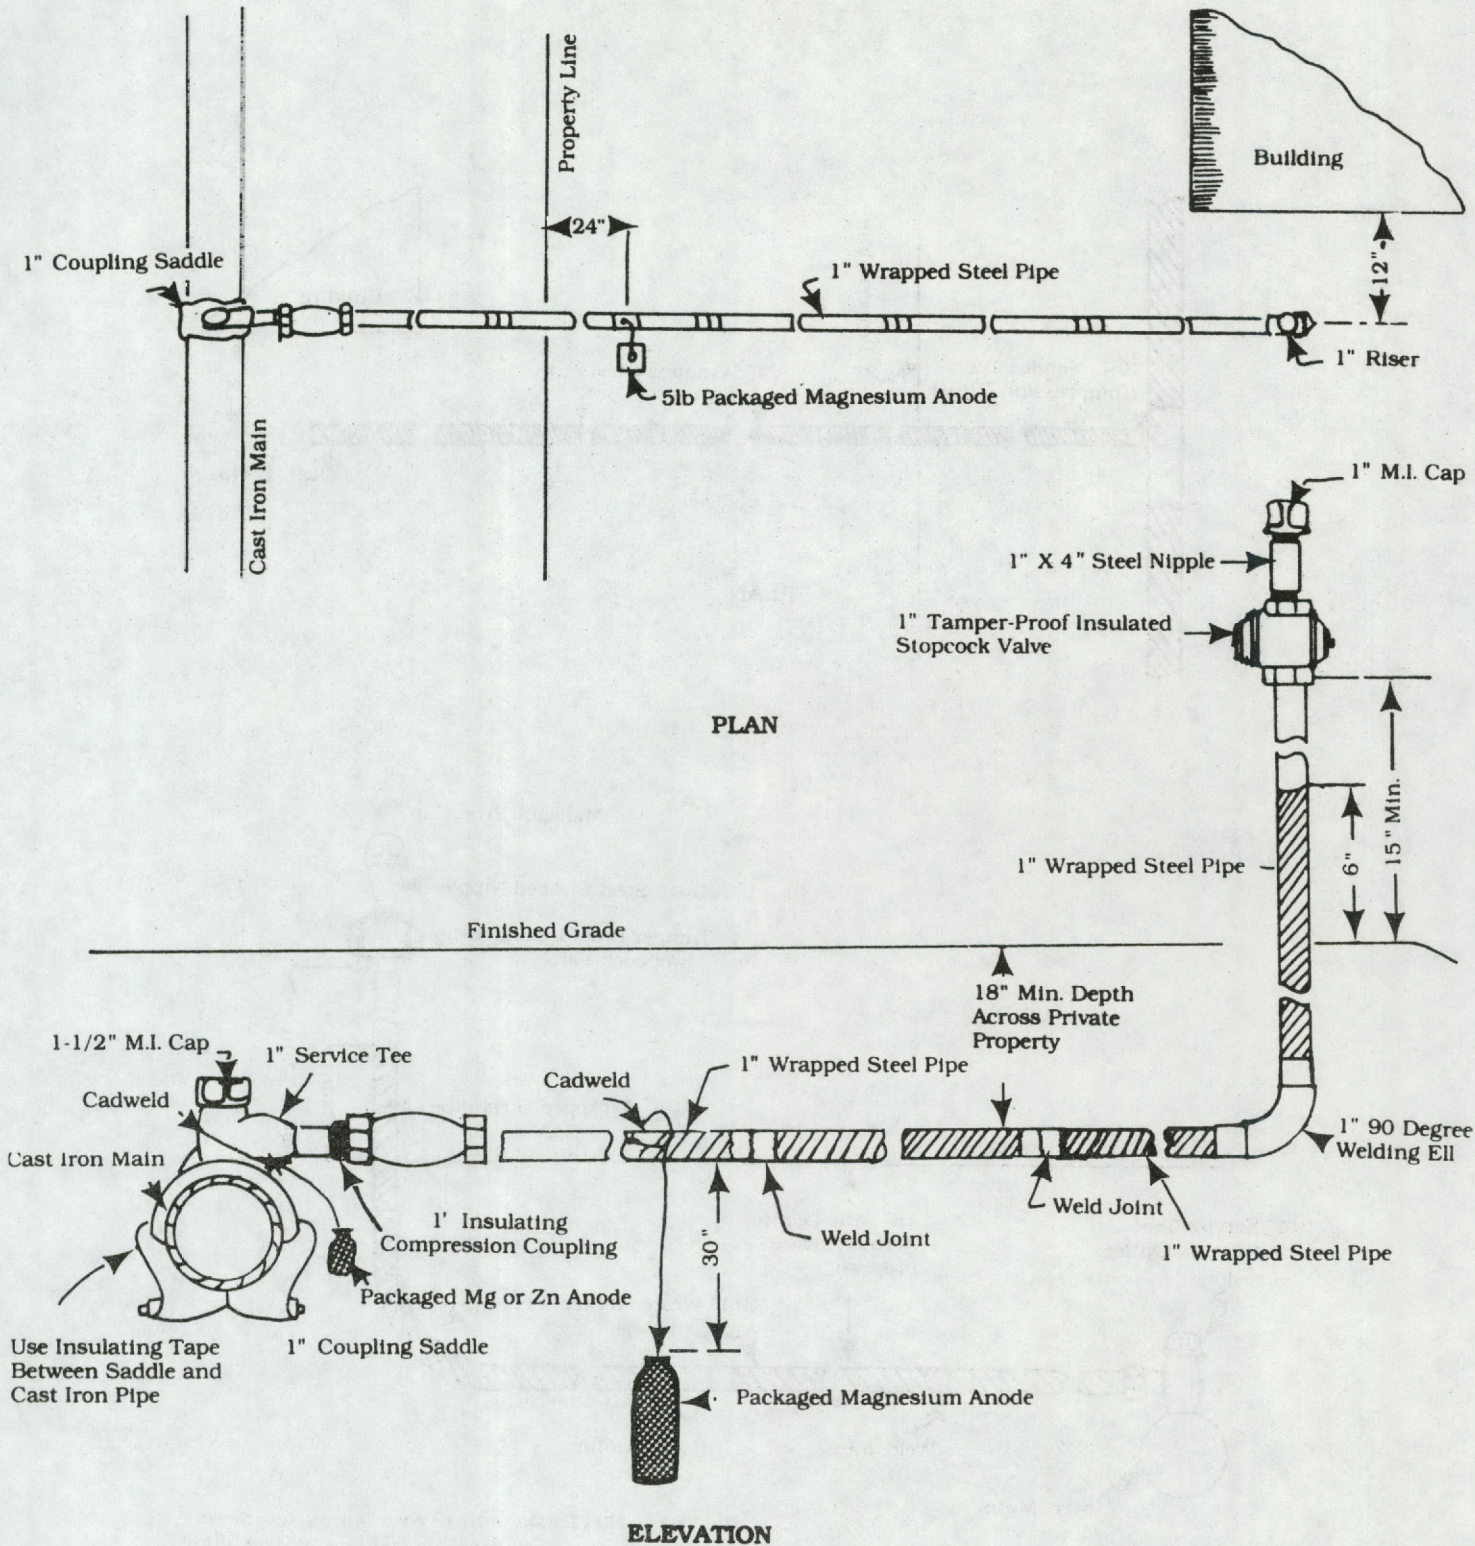 Property Line
Building
24"
1" Coupling Saddle
1" Wrapped Steel Pipe
12"
1" Riser
5lb Packaged Magnesium Anode
Cast Iron Main
1" M.I. Cap
1" X 4" Steel Nipple
1" Tamper-Proof Insulated
Stopcock Valve
PLAN
15" Min.
6"
1" Wrapped Steel Pipe
Finished Grade
18" Min. Depth
Across Private
Property
1-1/2" M.I. Cap
1" Service Tee
Cadweld
Cadweld
1" Wrapped Steel Pipe
Cast Iron Main
1" 90 Degree
Welding Ell
1' Insulating
Compression Coupling
30"
Weld Joint
Weld Joint
1" Wrapped Steel Pipe
Packaged Mg or Zn Anode
Use Insulating Tape
Between Saddle and
Cast Iron Pipe
1" Coupling Saddle
Packaged Magnesium Anode
ELEVATION